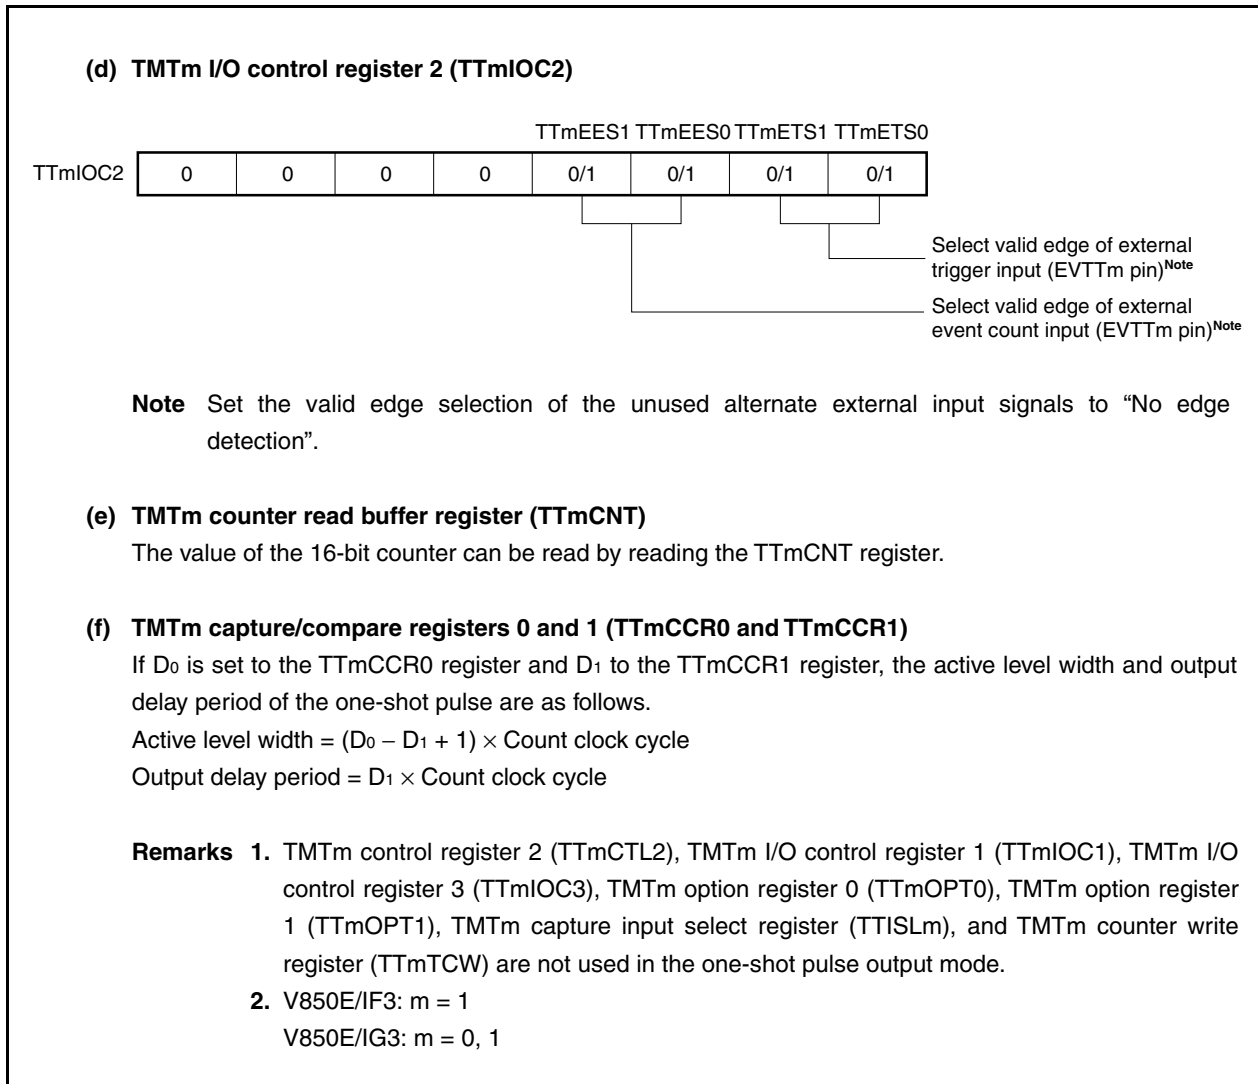 (d) TMTm I/O control register 2 (TTmIOC2)
TTmEES1 TTmEES0 TTmETS1 TTmETS0
TTmIOC2 0 0 0 0 0/1 0/1 0/1 0/1
Select valid edge of external
trigger input (EVTTm pin)Note
Select valid edge of external
event count input (EVTTm pin)Note
Note Set the valid edge selection of the unused alternate external input signals to “No edge
detection”.
(e) TMTm counter read buffer register (TTmCNT)
The value of the 16-bit counter can be read by reading the TTmCNT register.
(f) TMTm capture/compare registers 0 and 1 (TTmCCR0 and TTmCCR1)
If D0 is set to the TTmCCR0 register and D1 to the TTmCCR1 register, the active level width and output
delay period of the one-shot pulse are as follows.
Active level width = (D0 − D1 + 1) × Count clock cycle
Output delay period = D1 × Count clock cycle
Remarks 1. TMTm control register 2 (TTmCTL2), TMTm I/O control register 1 (TTmIOC1), TMTm I/O
control register 3 (TTmIOC3), TMTm option register 0 (TTmOPT0), TMTm option register
1 (TTmOPT1), TMTm capture input select register (TTISLm), and TMTm counter write
register (TTmTCW) are not used in the one-shot pulse output mode.
2. V850E/IF3: m = 1
V850E/IG3: m = 0, 1